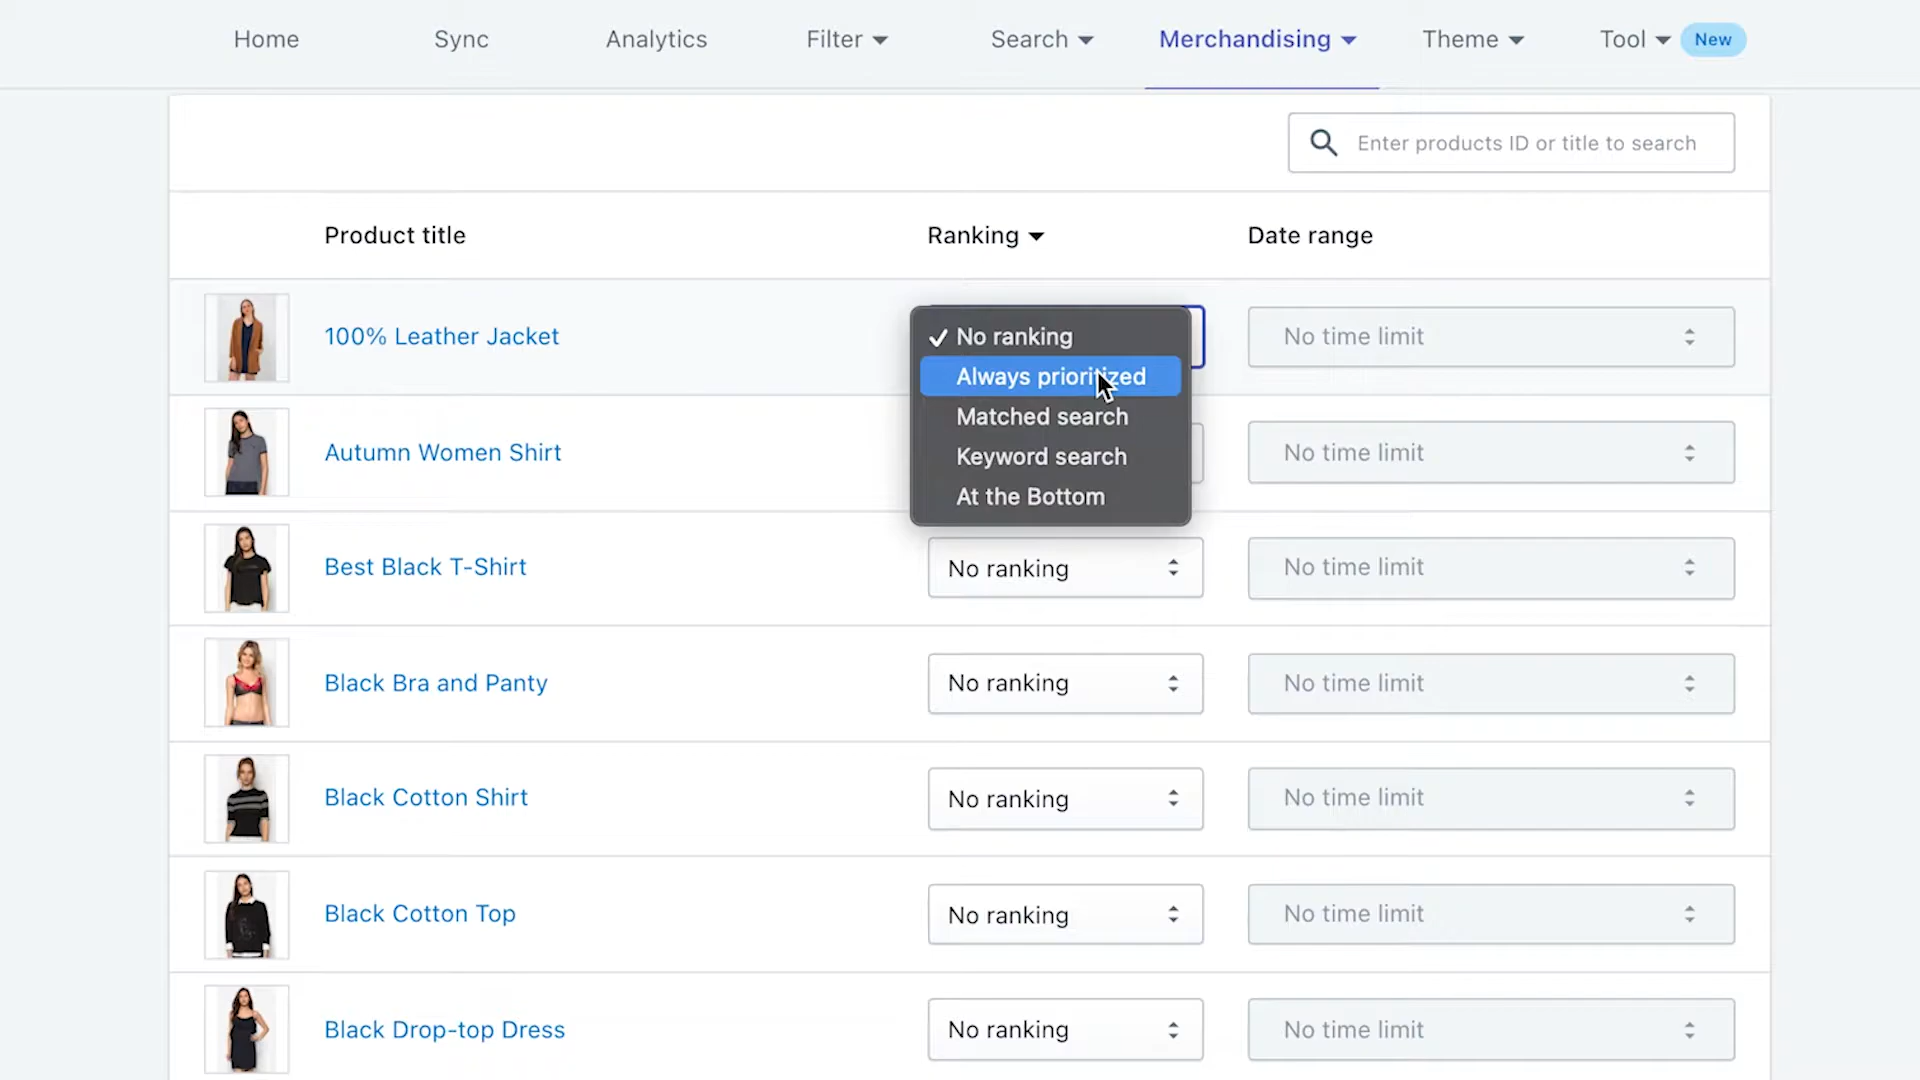 Home Sync Analytics Filter Search Merchandising Theme Tool New
Enter products ID or title to search
Product title Ranking Date range
100% Leather Jacket No ranking No time limit
Always prioritized
Matched search
Autumn Women Shirt Keyword search No time limit
At the Bottom
Best Black T-Shirt No ranking No time limit
Black Bra and Panty No ranking No time limit
Black Cotton Shirt No ranking No time limit
Black Cotton Top No ranking No time limit
Black Drop-top Dress No ranking No time limit